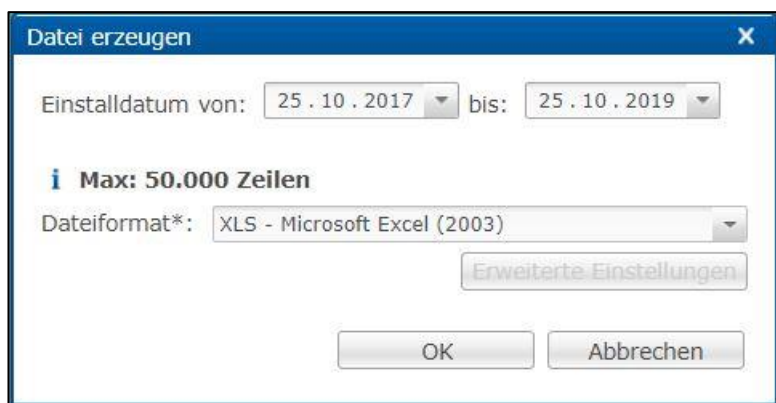 Datei erzeugen X
Einstalldatum von: 25.10.2017 bis: 25.10.2019
i Max: 50.000 Zeilen
Dateiformat*: XLS - Microsoft Excel (2003)
Erweiterte Einstellungen
OK Abbrechen